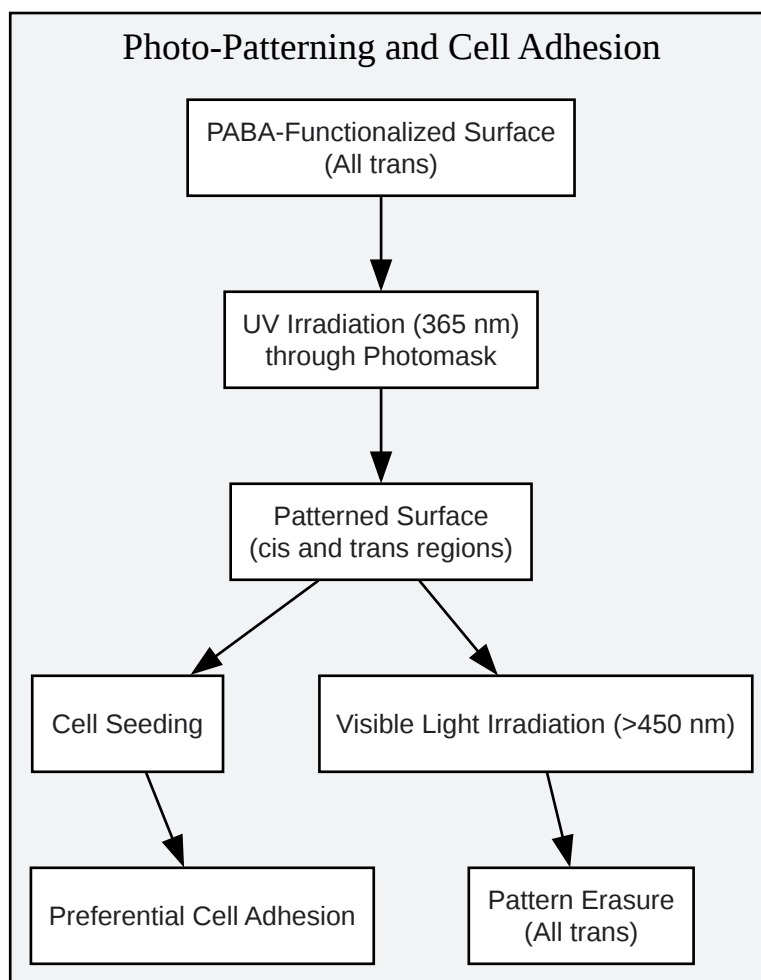 Photo-Patterning and Cell Adhesion
PABA-Functionalized Surface
(All trans)
UV Irradiation (365 nm)
through Photomask
Patterned Surface
(cis and trans regions)
Cell Seeding
Visible Light Irradiation (>450 nm)
Preferential Cell Adhesion
Pattern Erasure
(All trans)